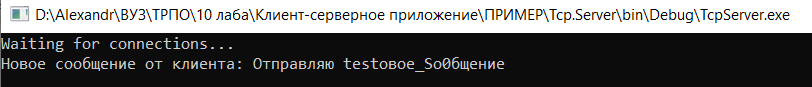 D:\Alexandr\ВУЗ\ТРПО\10 лаба\Клиент-серверное приложение\ПРИМЕР\Tcp.Server\bin\Debug\TcpServer.exe
Waiting for connections...
Новое сообщение от клиента: Отправляю testовое_So0бщение